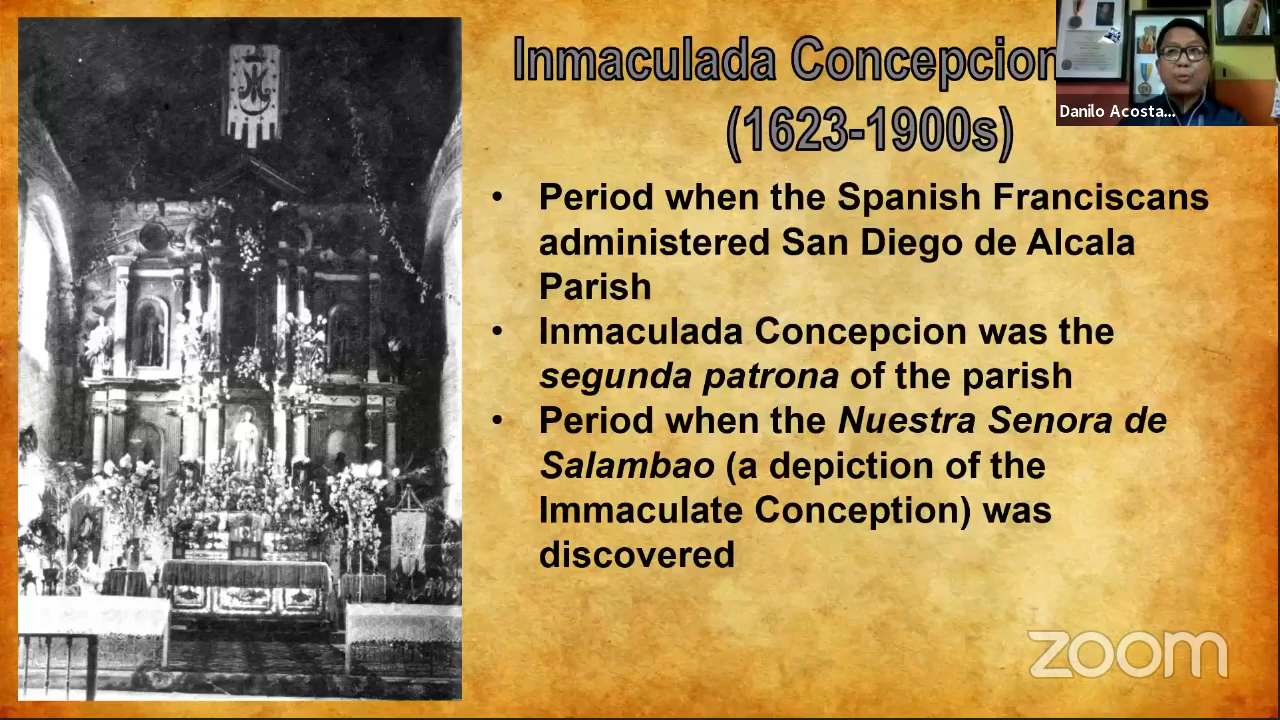 Inmaculada Concepcion
(1623-1900s)
Danilo Acosta...
• Period when the Spanish Franciscans
administered San Diego de Alcala
Parish
• Inmaculada Concepcion was the
segunda patrona of the parish
• Period when the Nuestra Senora de
Salambao (a depiction of the
Immaculate Conception) was
discovered
zoom